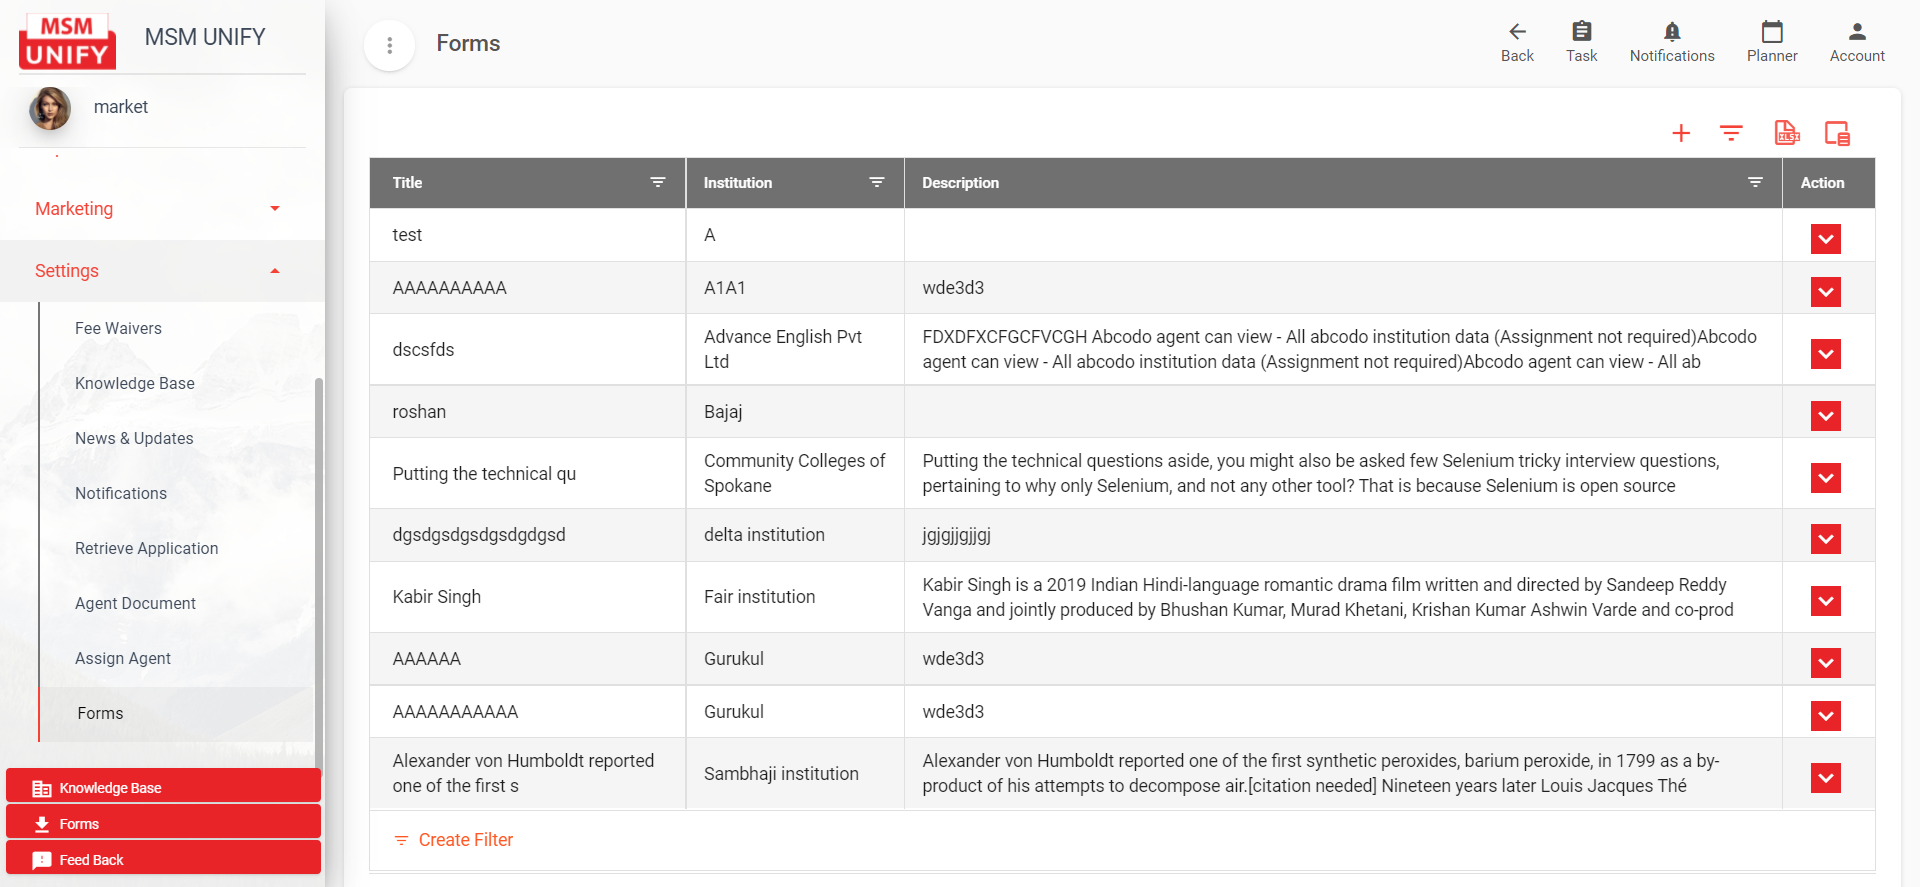 MSM
UNIFY
MSM UNIFY
market
Marketing
Settings
Fee Waivers
Knowledge Base
News & Updates
Notifications
Retrieve Application
Agent Document
Assign Agent
Forms
Knowledge Base
Forms
Feed Back
Forms
Back
Task
Notifications
Planner
Account
XLSX
Title
Institution
Description
Action
test
A
AAAAAAAAAA
A1A1
wde3d3
dscsfds
Advance English Pvt
Ltd
FDXDFXCFGCFVCGH Abcodo agent can view - All abcodo institution data (Assignment not required)Abcodo
agent can view - All abcodo institution data (Assignment not required)Abcodo agent can view - All ab
roshan
Bajaj
Putting the technical qu
Community Colleges of
Spokane
Putting the technical questions aside, you might also be asked few Selenium tricky interview questions,
pertaining to why only Selenium, and not any other tool? That is because Selenium is open source
dgsdgsdgsdgsdgdgsd
delta institution
jgjgjjgjjgj
Kabir Singh
Fair institution
Kabir Singh is a 2019 Indian Hindi-language romantic drama film written and directed by Sandeep Reddy
Vanga and jointly produced by Bhushan Kumar, Murad Khetani, Krishan Kumar Ashwin Varde and co-prod
AAAAAA
Gurukul
wde3d3
AAAAAAAAAAA
Gurukul
wde3d3
Alexander von Humboldt reported
one of the first s
Sambhaji institution
Alexander von Humboldt reported one of the first synthetic peroxides, barium peroxide, in 1799 as a by-
product of his attempts to decompose air.[citation needed] Nineteen years later Louis Jacques Thé
Create Filter